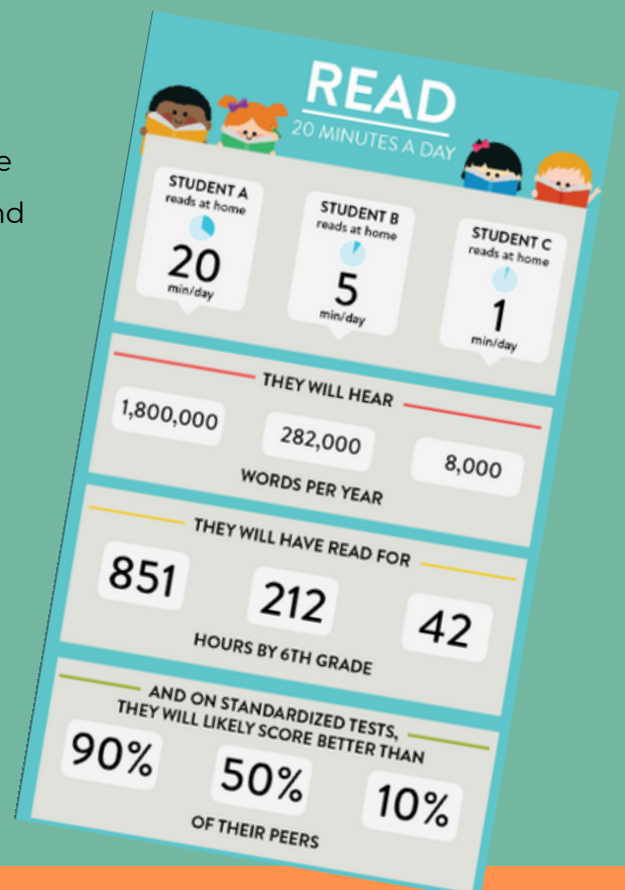 e
nd
READ
20 MINUTES A DAY
STUDENT A
reads at home
20
min/day
STUDENT B
reads at home
5
min/day
STUDENT C
reads at home
1
min/day
THEY WILL HEAR
1,800,000
282,000
8,000
WORDS PER YEAR
THEY WILL HAVE READ FOR
851
212
42
HOURS BY 6TH GRADE
AND ON STANDARDIZED TESTS,
THEY WILL LIKELY SCORE BETTER THAN
90%
50%
10%
OF THEIR PEERS